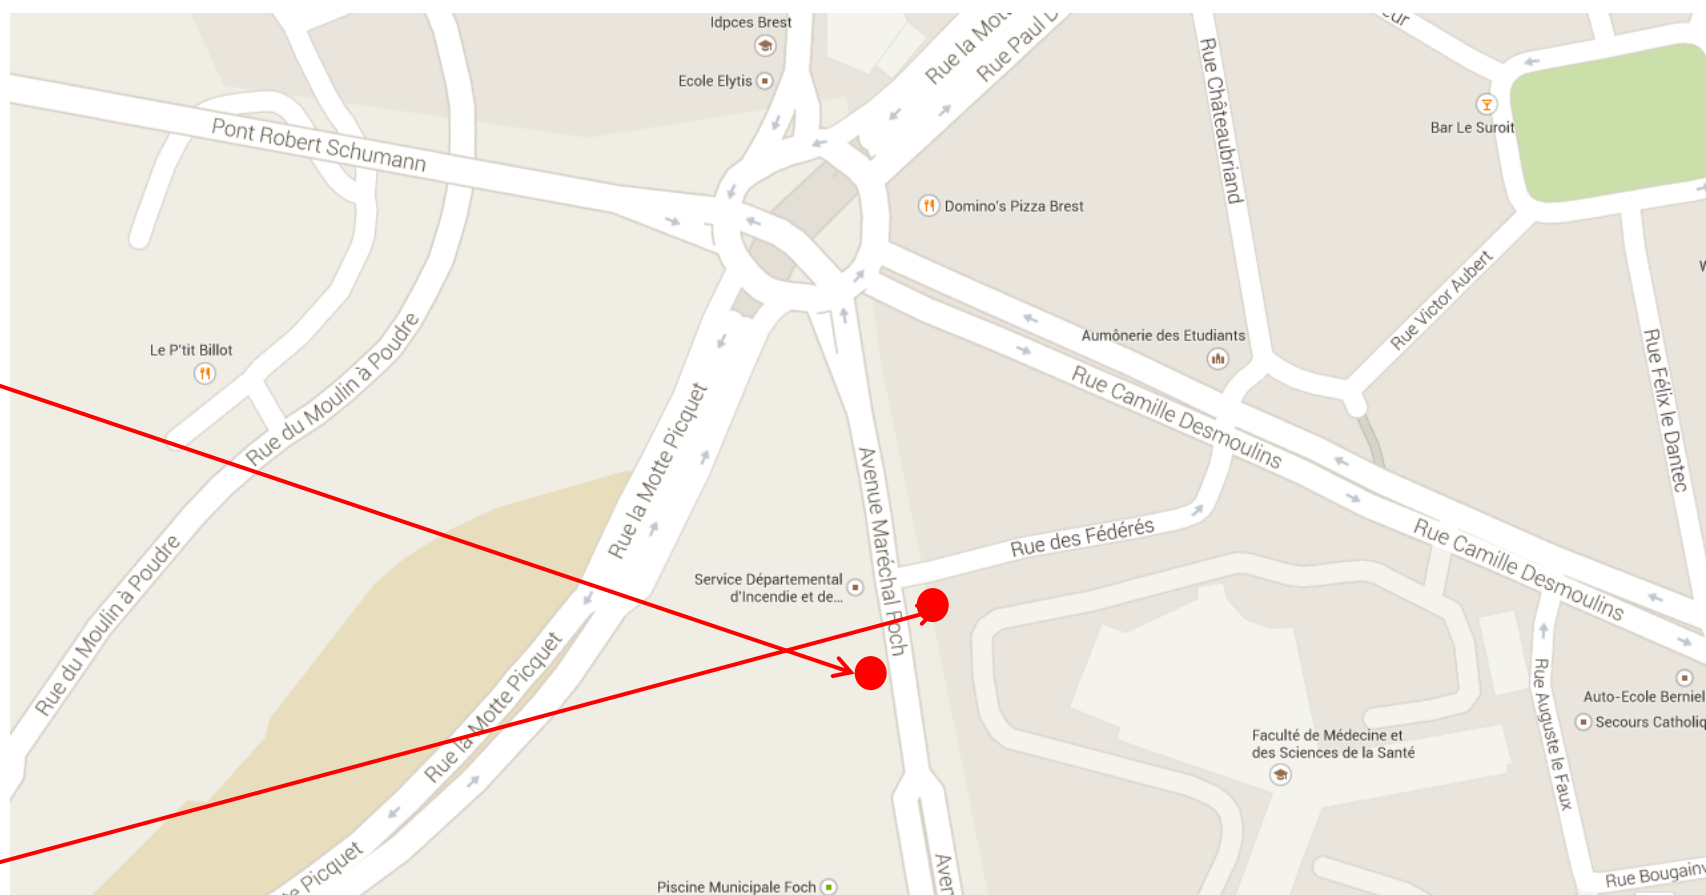 Idpces Brest
Ecole Elytis
Rue Paul
Rue Châteaubriand
Bar Le Suroit
Pont Robert Schumann
Domino's Pizza Brest
Rue Victor Aubert
Le P'tit Billot
Rue du Moulin à Poudre
Aumônerie des Etudiants
Rue Félix le Dantec
Rue la Motte Picquet
Rue Camille Desmoulins
Avenue Maréchal Foch
Rue des Fédérés
Rue Camille Desmoulins
Service Départemental
d'Incendie et de...
Rue du Moulin à Poudre
Rue la Motte Picquet
Rue Auguste le Faux
Auto-Ecole Berniel
Secours Catholiq
Faculté de Médecine et
des Sciences de la Santé
Picquet
Piscine Municipale Foch
Aven
Rue Bougainv